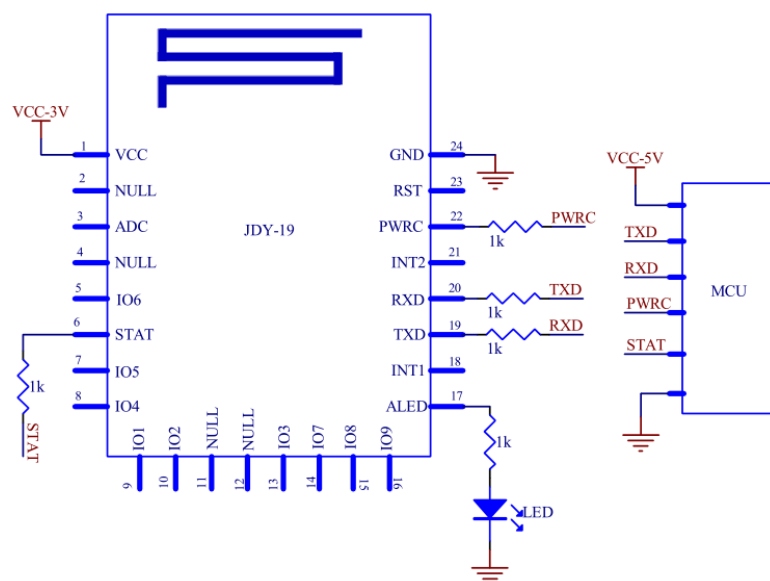 VCC-3V
JDY-19
1 VCC
2 NULL
3 ADC
4 NULL
5 IO6
6 STAT
7 IO5
8 IO4
1k
STAT
IO1 9
IO2 10
NULL 11
NULL 12
IO3 13
IO7 14
IO8 15
IO9 16
GND 24
RST 23
PWRC 22
1k
PWRC
INT2 21
RXD 20
1k
TXD
TXD 19
1k
RXD
INT1 18
ALED 17
1k
LED
VCC-5V
TXD
RXD
PWRC
STAT
MCU